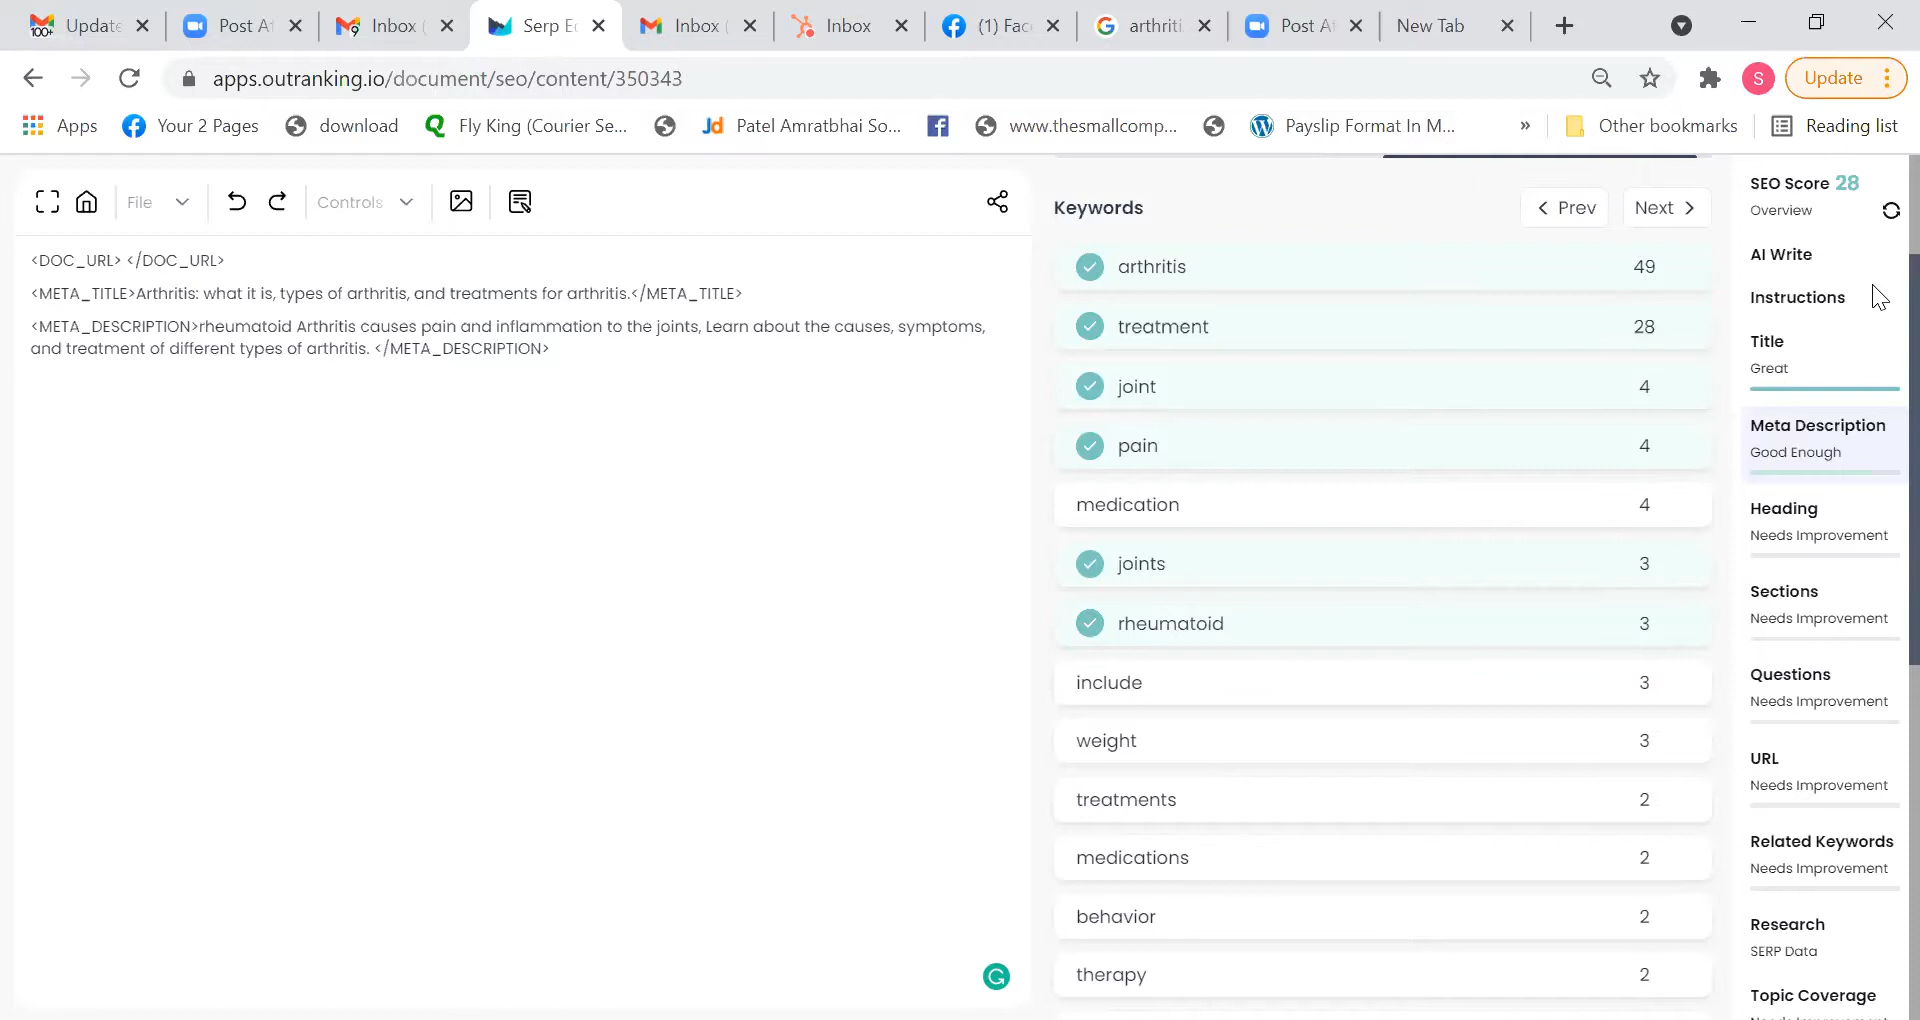 100+ Update
Post Af
9 Inbox (
Serp Ec
Inbox (
Inbox
(1) Fac
arthriti
Post Af
New Tab
apps.outranking.io/document/seo/content/350343
S
Update
Apps
Your 2 Pages
download
Fly King (Courier Se...
Jd Patel Amratbhai So...
www.thesmallcomp...
Payslip Format In M...
»
Other bookmarks
Reading list
File
Controls
<DOC_URL> </DOC_URL>
<META_TITLE>Arthritis: what it is, types of arthritis, and treatments for arthritis.</META_TITLE>
<META_DESCRIPTION>rheumatoid Arthritis causes pain and inflammation to the joints, Learn about the causes, symptoms,
and treatment of different types of arthritis. </META_DESCRIPTION>
Keywords
Prev
Next
arthritis 49
treatment 28
joint 4
pain 4
medication 4
joints 3
rheumatoid 3
include 3
weight 3
treatments 2
medications 2
behavior 2
therapy 2
SEO Score 28
Overview
AI Write
Instructions
Title
Great
Meta Description
Good Enough
Heading
Needs Improvement
Sections
Needs Improvement
Questions
Needs Improvement
URL
Needs Improvement
Related Keywords
Needs Improvement
Research
SERP Data
Topic Coverage